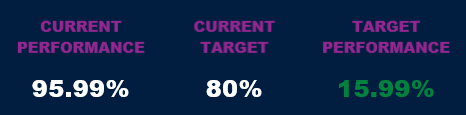 CURRENT PERFORMANCE
CURRENT TARGET
TARGET PERFORMANCE
95.99%
80%
15.99%